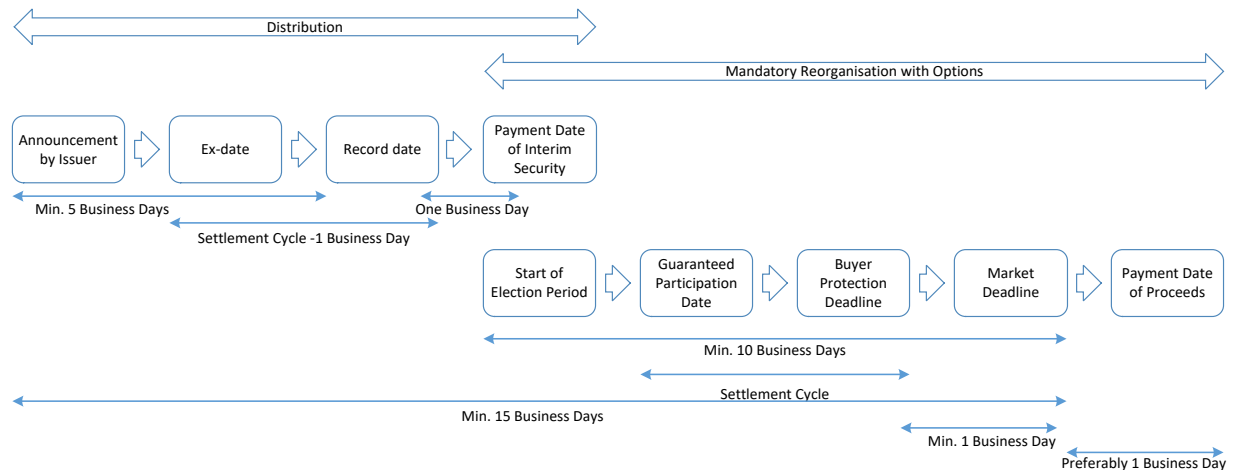 Distribution
Mandatory Reorganisation with Options
Announcement
by Issuer
Ex-date
Record date
Payment Date
of Interim
Security
Min. 5 Business Days
One Business Day
Settlement Cycle -1 Business Day
Start of
Election Period
Guaranteed
Participation
Date
Buyer
Protection
Deadline
Market
Deadline
Payment Date
of Proceeds
Min. 10 Business Days
Settlement Cycle
Min. 15 Business Days
Min. 1 Business Day
Preferably 1 Business Day